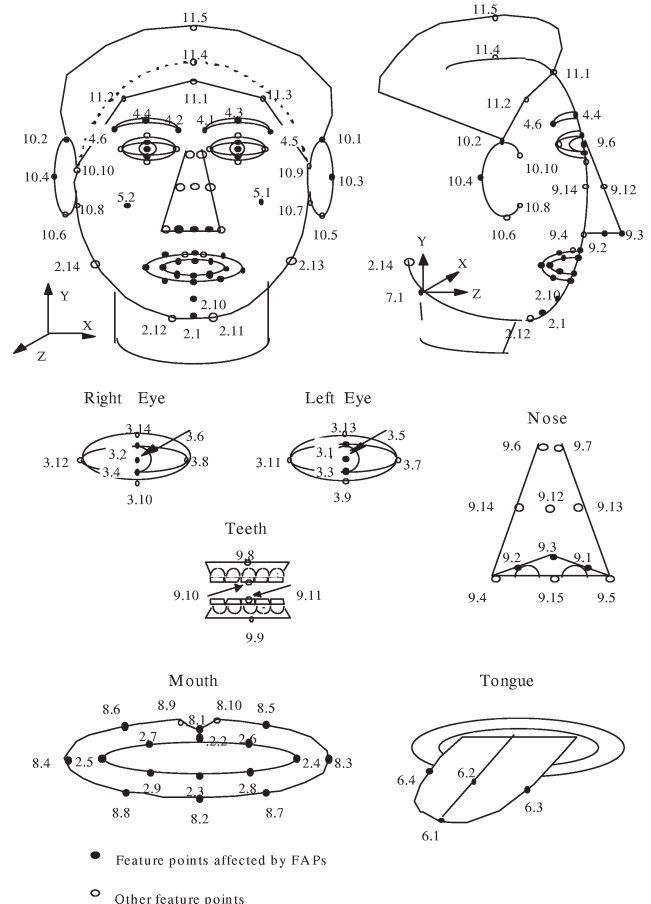 11.5
11.4
11.2 11.1 11.3
4.4 4.2 4.1 4.3
10.2 4.6 4.5 10.1
10.4 10.10 10.9 10.3
5.2 5.1
10.8 10.7
10.6 10.5
2.14 2.13
2.10
2.12 2.1 2.11
Y
X
Z
11.5
11.4
11.1
11.2
4.4
4.6
10.2 9.6
10.10
10.4 9.14 9.12
10.8
10.6 9.4 9.3
9.2
Y
X
2.14
Z
7.1 2.10
2.12 2.1
Right Eye
3.14
3.6
3.2
3.12 3.8
3.4
3.10
Left Eye
3.13
3.5
3.1
3.11 3.7
3.3
3.9
Nose
9.6 9.7
9.14 9.12 9.13
9.3
9.2 9.1
9.4 9.15 9.5
Teeth
9.8
9.10 9.11
9.9
Mouth
8.9 8.10
8.6 8.1 8.5
2.7 2.2 2.6
8.4 2.5 2.4 8.3
2.9 2.3 2.8
8.8 8.2 8.7
Tongue
6.4 6.2
6.3
6.1
Feature points affected by FAPs
Other feature points